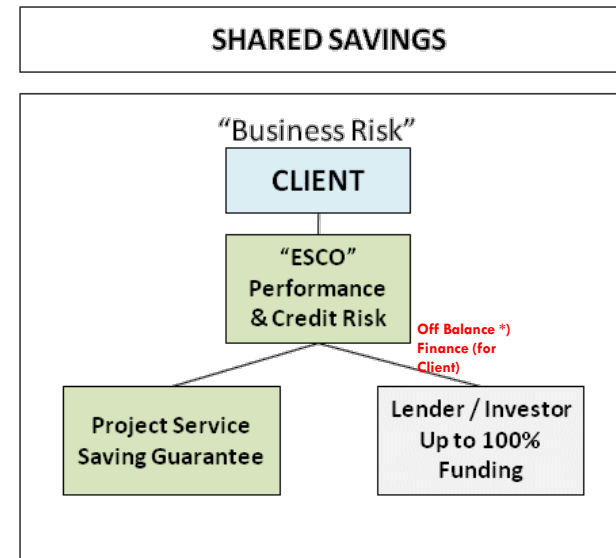 SHARED SAVINGS
“Business Risk”
CLIENT
“ESCO”
Performance
& Credit Risk
Off Balance *)
Finance (for
Client)
Project Service
Saving Guarantee
Lender / Investor
Up to 100%
Funding